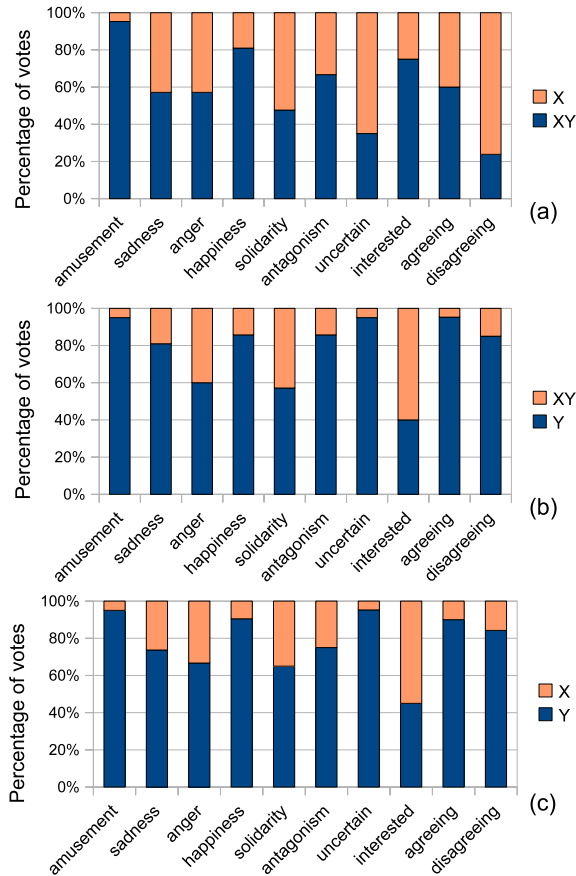 Percentage of votes
100%
80%
60%
40%
20%
0%
amusement
sadness
anger
happiness
solidarity
antagonism
uncertain
interested
agreeing
disagreeing
X
XY
(a)
Percentage of votes
100%
80%
60%
40%
20%
0%
amusement
sadness
anger
happiness
solidarity
antagonism
uncertain
interested
agreeing
disagreeing
XY
Y
(b)
Percentage of votes
100%
80%
60%
40%
20%
0%
amusement
sadness
anger
happiness
solidarity
antagonism
uncertain
interested
agreeing
disagreeing
X
Y
(c)